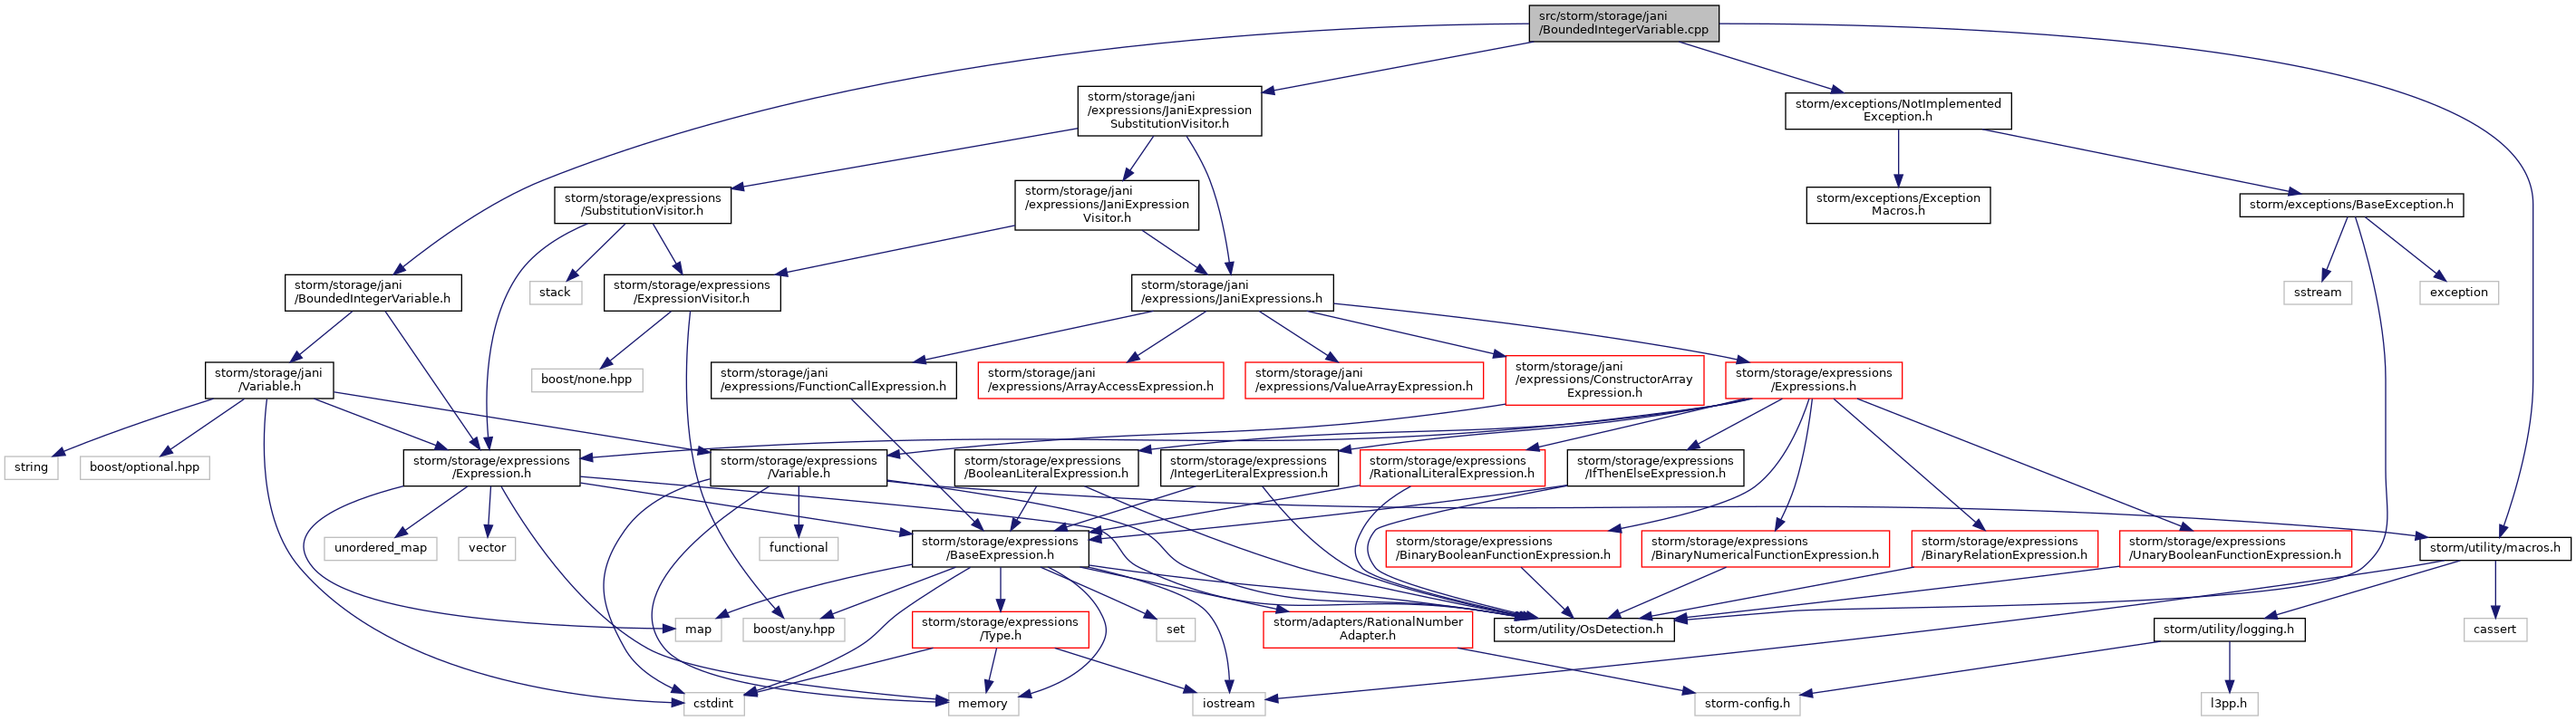 src/storm/storage/jani
/BoundedIntegerVariable.cpp
storm/storage/jani
/expressions/JaniExpression
SubstitutionVisitor.h
storm/exceptions/NotImplemented
Exception.h
storm/storage/expressions
/SubstitutionVisitor.h
storm/storage/jani
/expressions/JaniExpression
Visitor.h
storm/exceptions/Exception
Macros.h
storm/exceptions/BaseException.h
storm/storage/jani
/BoundedIntegerVariable.h
stack
storm/storage/expressions
/ExpressionVisitor.h
storm/storage/jani
/expressions/JaniExpressions.h
sstream
exception
storm/storage/jani
/Variable.h
boost/none.hpp
storm/storage/jani
/expressions/FunctionCallExpression.h
storm/storage/jani
/expressions/ArrayAccessExpression.h
storm/storage/jani
/expressions/ValueArrayExpression.h
storm/storage/jani
/expressions/ConstructorArray
Expression.h
storm/storage/expressions
/Expressions.h
string
boost/optional.hpp
storm/storage/expressions
/Expression.h
storm/storage/expressions
/Variable.h
storm/storage/expressions
/BooleanLiteralExpression.h
storm/storage/expressions
/IntegerLiteralExpression.h
storm/storage/expressions
/RationalLiteralExpression.h
storm/storage/expressions
/IfThenElseExpression.h
unordered_map
vector
functional
storm/storage/expressions
/BaseExpression.h
storm/storage/expressions
/BinaryBooleanFunctionExpression.h
storm/storage/expressions
/BinaryNumericalFunctionExpression.h
storm/storage/expressions
/BinaryRelationExpression.h
storm/storage/expressions
/UnaryBooleanFunctionExpression.h
storm/utility/macros.h
map
boost/any.hpp
storm/storage/expressions
/Type.h
set
storm/adapters/RationalNumber
Adapter.h
storm/utility/OsDetection.h
storm/utility/logging.h
cassert
cstdint
memory
iostream
storm-config.h
l3pp.h